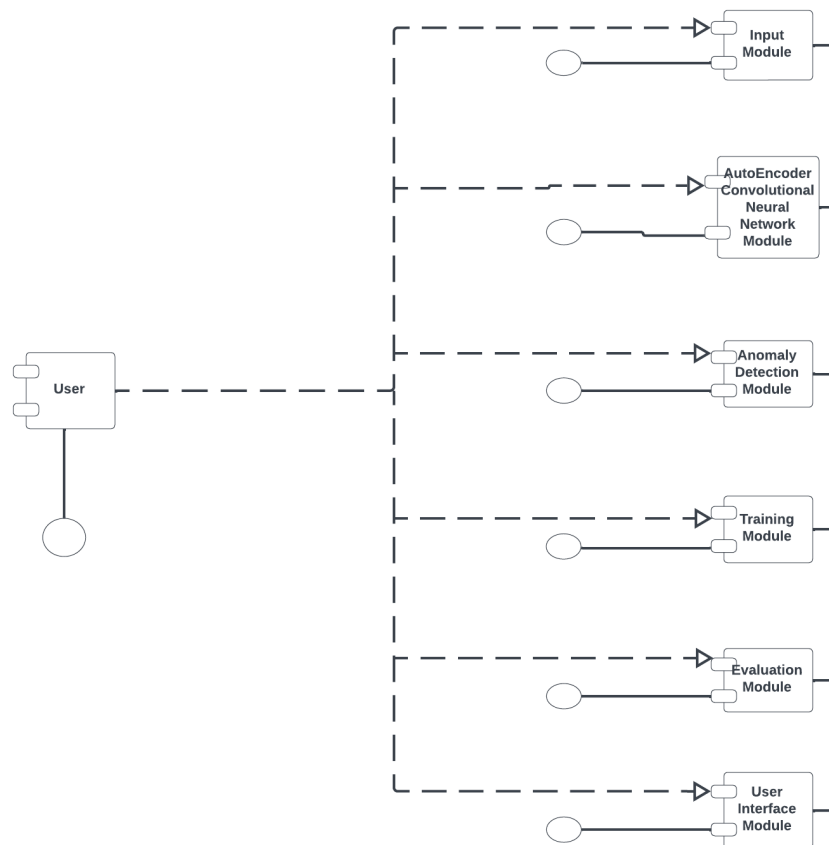 Input
Module
AutoEncoder
Convolutional
Neural
Network
Module
Anomaly
Detection
Module
User
Training
Module
Evaluation
Module
User
Interface
Module